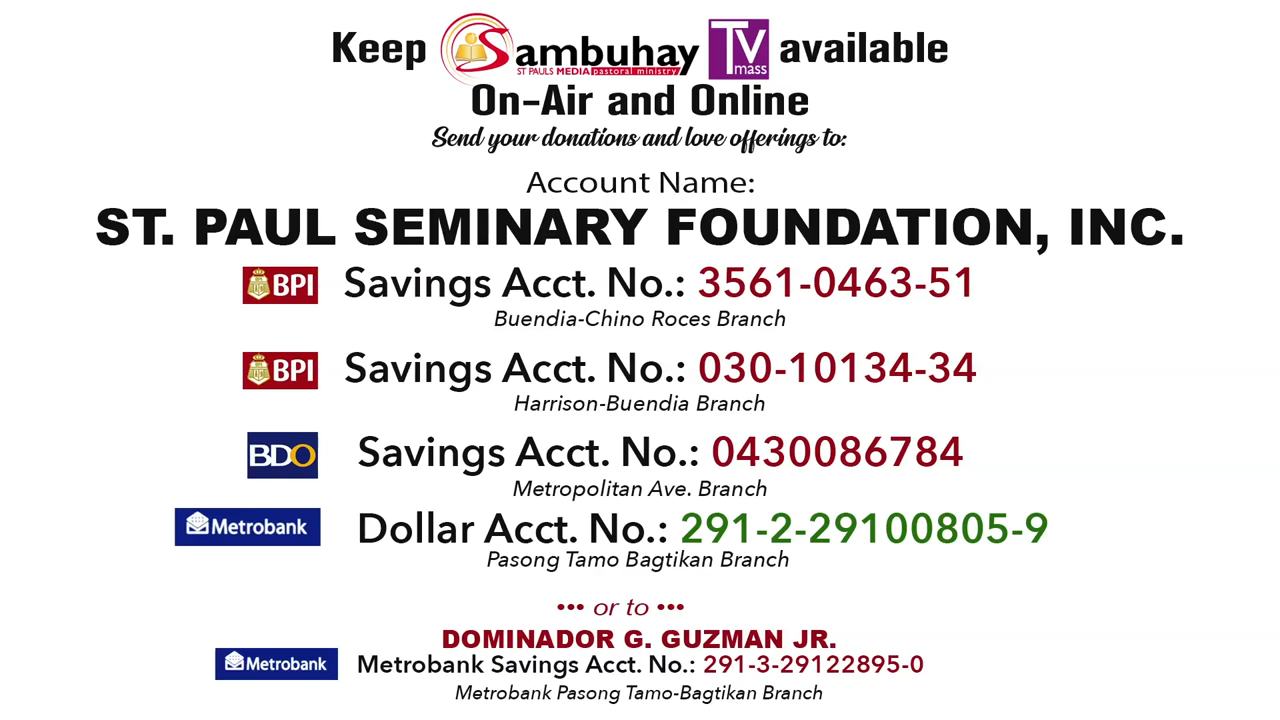 Keep Sambuhay TV mass available
ST PAULS MEDIA pastoral ministry
On-Air and Online
Send your donations and love offerings to:
Account Name:
ST. PAUL SEMINARY FOUNDATION, INC.
BPI Savings Acct. No.: 3561-0463-51
Buendia-Chino Roces Branch
BPI Savings Acct. No.: 030-10134-34
Harrison-Buendia Branch
BDO Savings Acct. No.: 0430086784
Metropolitan Ave. Branch
Metrobank Dollar Acct. No.: 291-2-29100805-9
Pasong Tamo Bagtikan Branch
••• or to •••
DOMINADOR G. GUZMAN JR.
Metrobank Metrobank Savings Acct. No.: 291-3-29122895-0
Metrobank Pasong Tamo-Bagtikan Branch